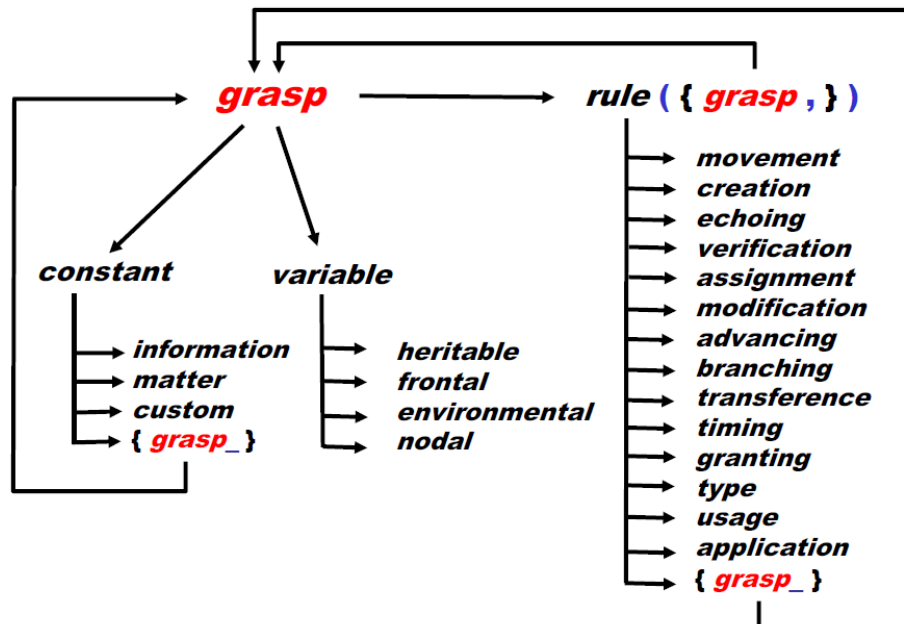 grasp
rule ( { grasp , } )
constant
information
matter
custom
{ grasp_ }
variable
heritable
frontal
environmental
nodal
movement
creation
echoing
verification
assignment
modification
advancing
branching
transference
timing
granting
type
usage
application
{ grasp_ }